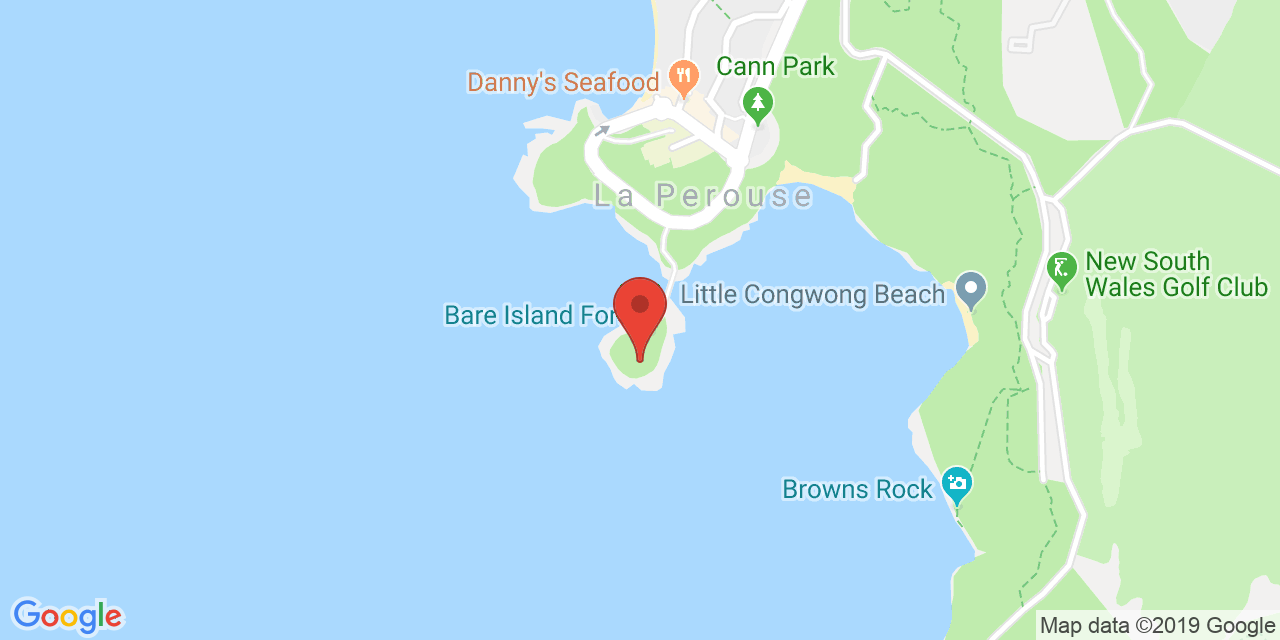 Danny's Seafood
Cann Park
La Perouse
New South
Wales Golf Club
Little Congwong Beach
Bare Island For
Browns Rock
Google
Map data ©2019 Google